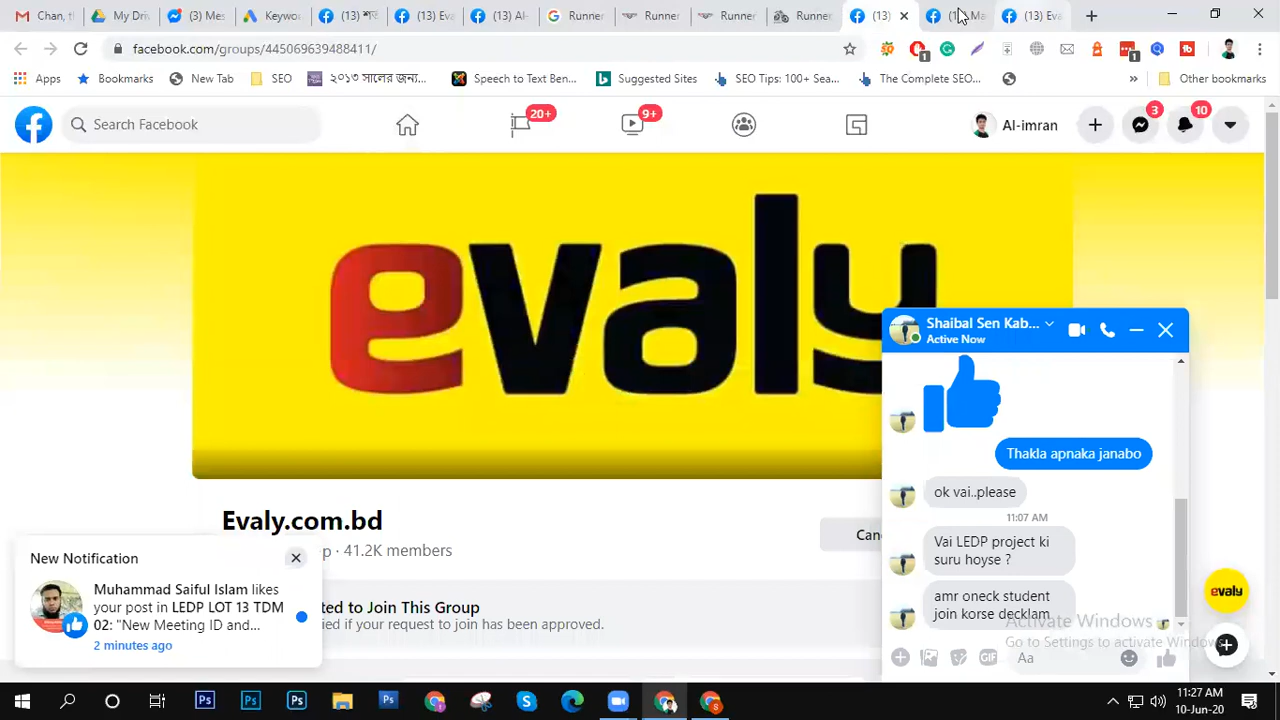 Chan, t
My Driv
(3) Mes
Keywor
(13) শা
(13) Eva
(13) Al-
Runner
Runner
Runner
Runner
(13)
(13) Ma
(13) Eva
facebook.com/groups/445069639488411/
Apps
Bookmarks
New Tab
SEO
২০১৩ সালের জন্য...
Speech to Text Ben...
Suggested Sites
SEO Tips: 100+ Sea...
The Complete SEO...
»
Other bookmarks
Search Facebook
20+
9+
Al-imran
3
10
evaly
Evaly.com.bd
p · 41.2K members
Canc
ted to Join This Group
ied if your request to join has been approved.
New Notification
Muhammad Saiful Islam likes
your post in LEDP LOT 13 TDM
02: "New Meeting ID and...
2 minutes ago
Shaibal Sen Kab...
Active Now
Thakla apnaka janabo
ok vai..please
11:07 AM
Vai LEDP project ki
suru hoyse ?
amr oneck student
join korse decklam
Aa
GIF
evaly
Activate Windows
Go to Settings to activate Windows.
11:27 AM
10-Jun-20